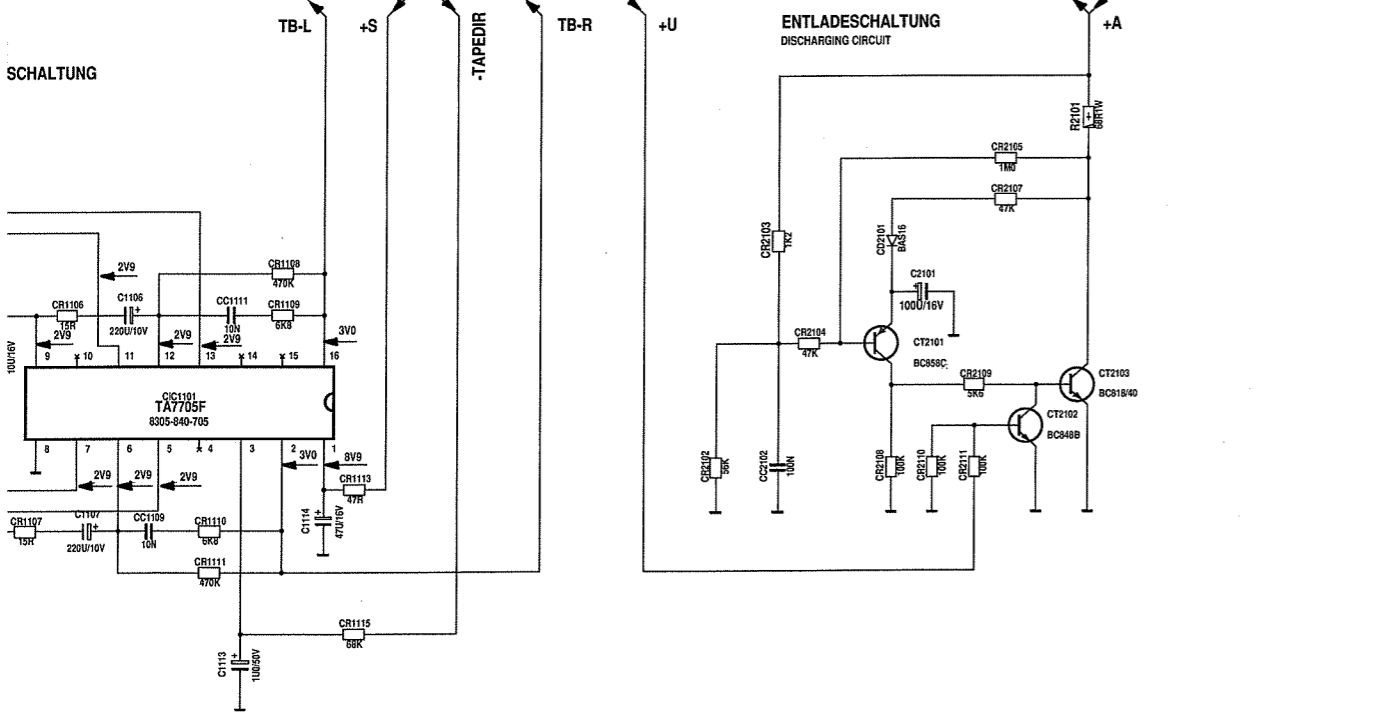 TB-L
+S
-TAPEDIR
TB-R
+U
ENTLADESCHALTUNG
DISCHARGING CIRCUIT
+A
SCHALTUNG
R2101
68R1W
CR2105
1M0
CR2107
47K
CR2103
1K2
CD2101
BAS16
C2101
100U/16V
CR2104
47K
CT2101
BC858C
CR2109
5K6
CT2103
BC818/40
CT2102
BC848B
CR2102
56K
CC2102
100N
CR2108
100K
CR2110
100K
CR2111
100K
2V9
CR1108
470K
CR1106
15R
C1106
220U/10V
CC1111
10N
CR1109
6K8
10U/16V
2V9
2V9
2V9
3V0
9
10
11
12
13
14
15
16
CIC1101
TA7705F
8305-840-705
8
7
6
5
4
3
2
1
2V9
2V9
2V9
3V0
8V9
CR1113
47R
C1114
47U/16V
CR1107
15R
C1107
220U/10V
CC1109
10N
CR1110
6K8
CR1111
470K
CR1115
68K
C1113
1U0/50V